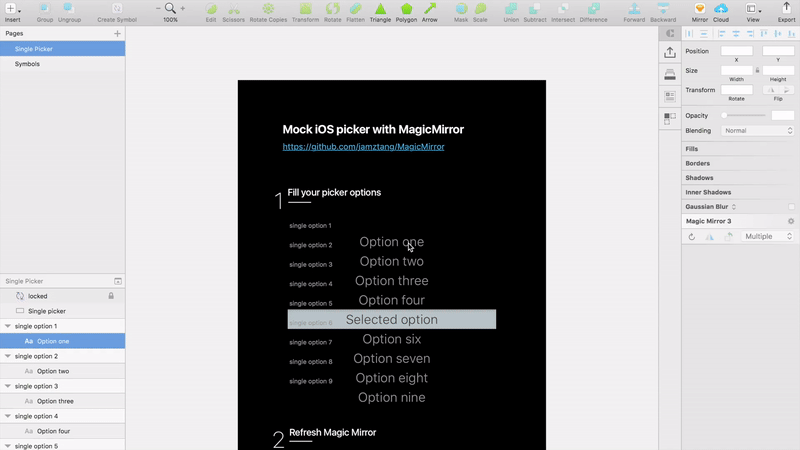 Insert Group Ungroup Create Symbol 100% Edit Scissors Rotate Copies Transform Rotate Flatten Triangle Polygon Arrow Mask Scale Union Subtract Intersect Difference Forward Backward Mirror Cloud View Export
Pages
Single Picker
Symbols
Single Picker
locked
Single picker
single option 1
Aa Option one
single option 2
Aa Option two
single option 3
Aa Option three
single option 4
Aa Option four
single option 5
Mock iOS picker with MagicMirror
https://github.com/jamztang/MagicMirror
1 Fill your picker options
single option 1
single option 2 Option one
single option 3 Option two
single option 4 Option three
single option 5 Option four
single option 6 Selected option
single option 7 Option six
single option 8 Option seven
single option 9 Option eight
Option nine
2 Refresh Magic Mirror
Position
X Y
Size
Width Height
Transform
Rotate Flip
Opacity
Blending Normal
Fills
Borders
Shadows
Inner Shadows
Gaussian Blur
Magic Mirror 3
Multiple